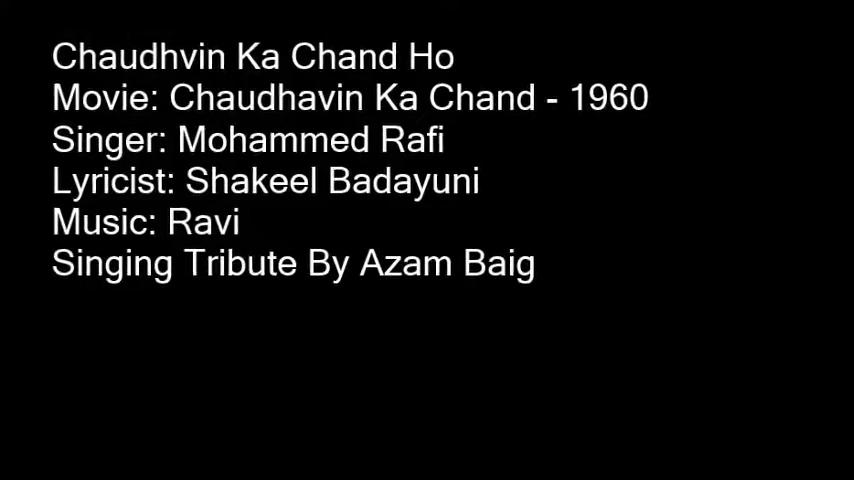 Chaudhvin Ka Chand Ho
Movie: Chaudhavin Ka Chand - 1960
Singer: Mohammed Rafi
Lyricist: Shakeel Badayuni
Music: Ravi
Singing Tribute By Azam Baig